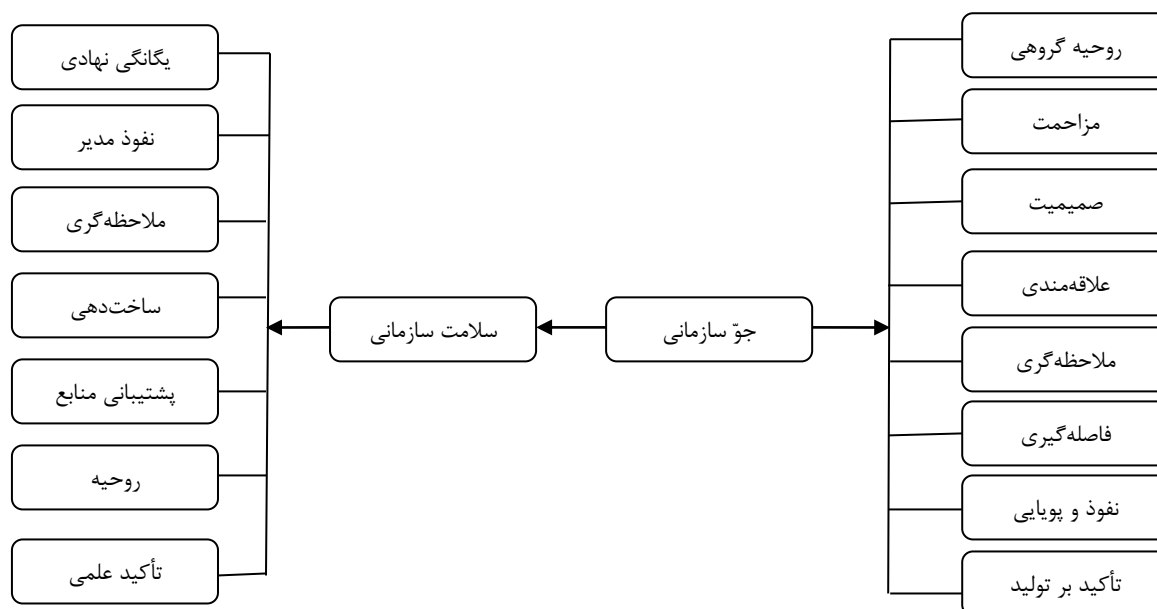 روحیه گروهی
مزاحمت
صمیمیت
علاقه‌مندی
ملاحظه‌گری
فاصله‌گیری
نفوذ و پویایی
تأکید بر تولید
جوّ سازمانی
سلامت سازمانی
یگانگی نهادی
نفوذ مدیر
ملاحظه‌گری
ساخت‌دهی
پشتیبانی منابع
روحیه
تأکید علمی